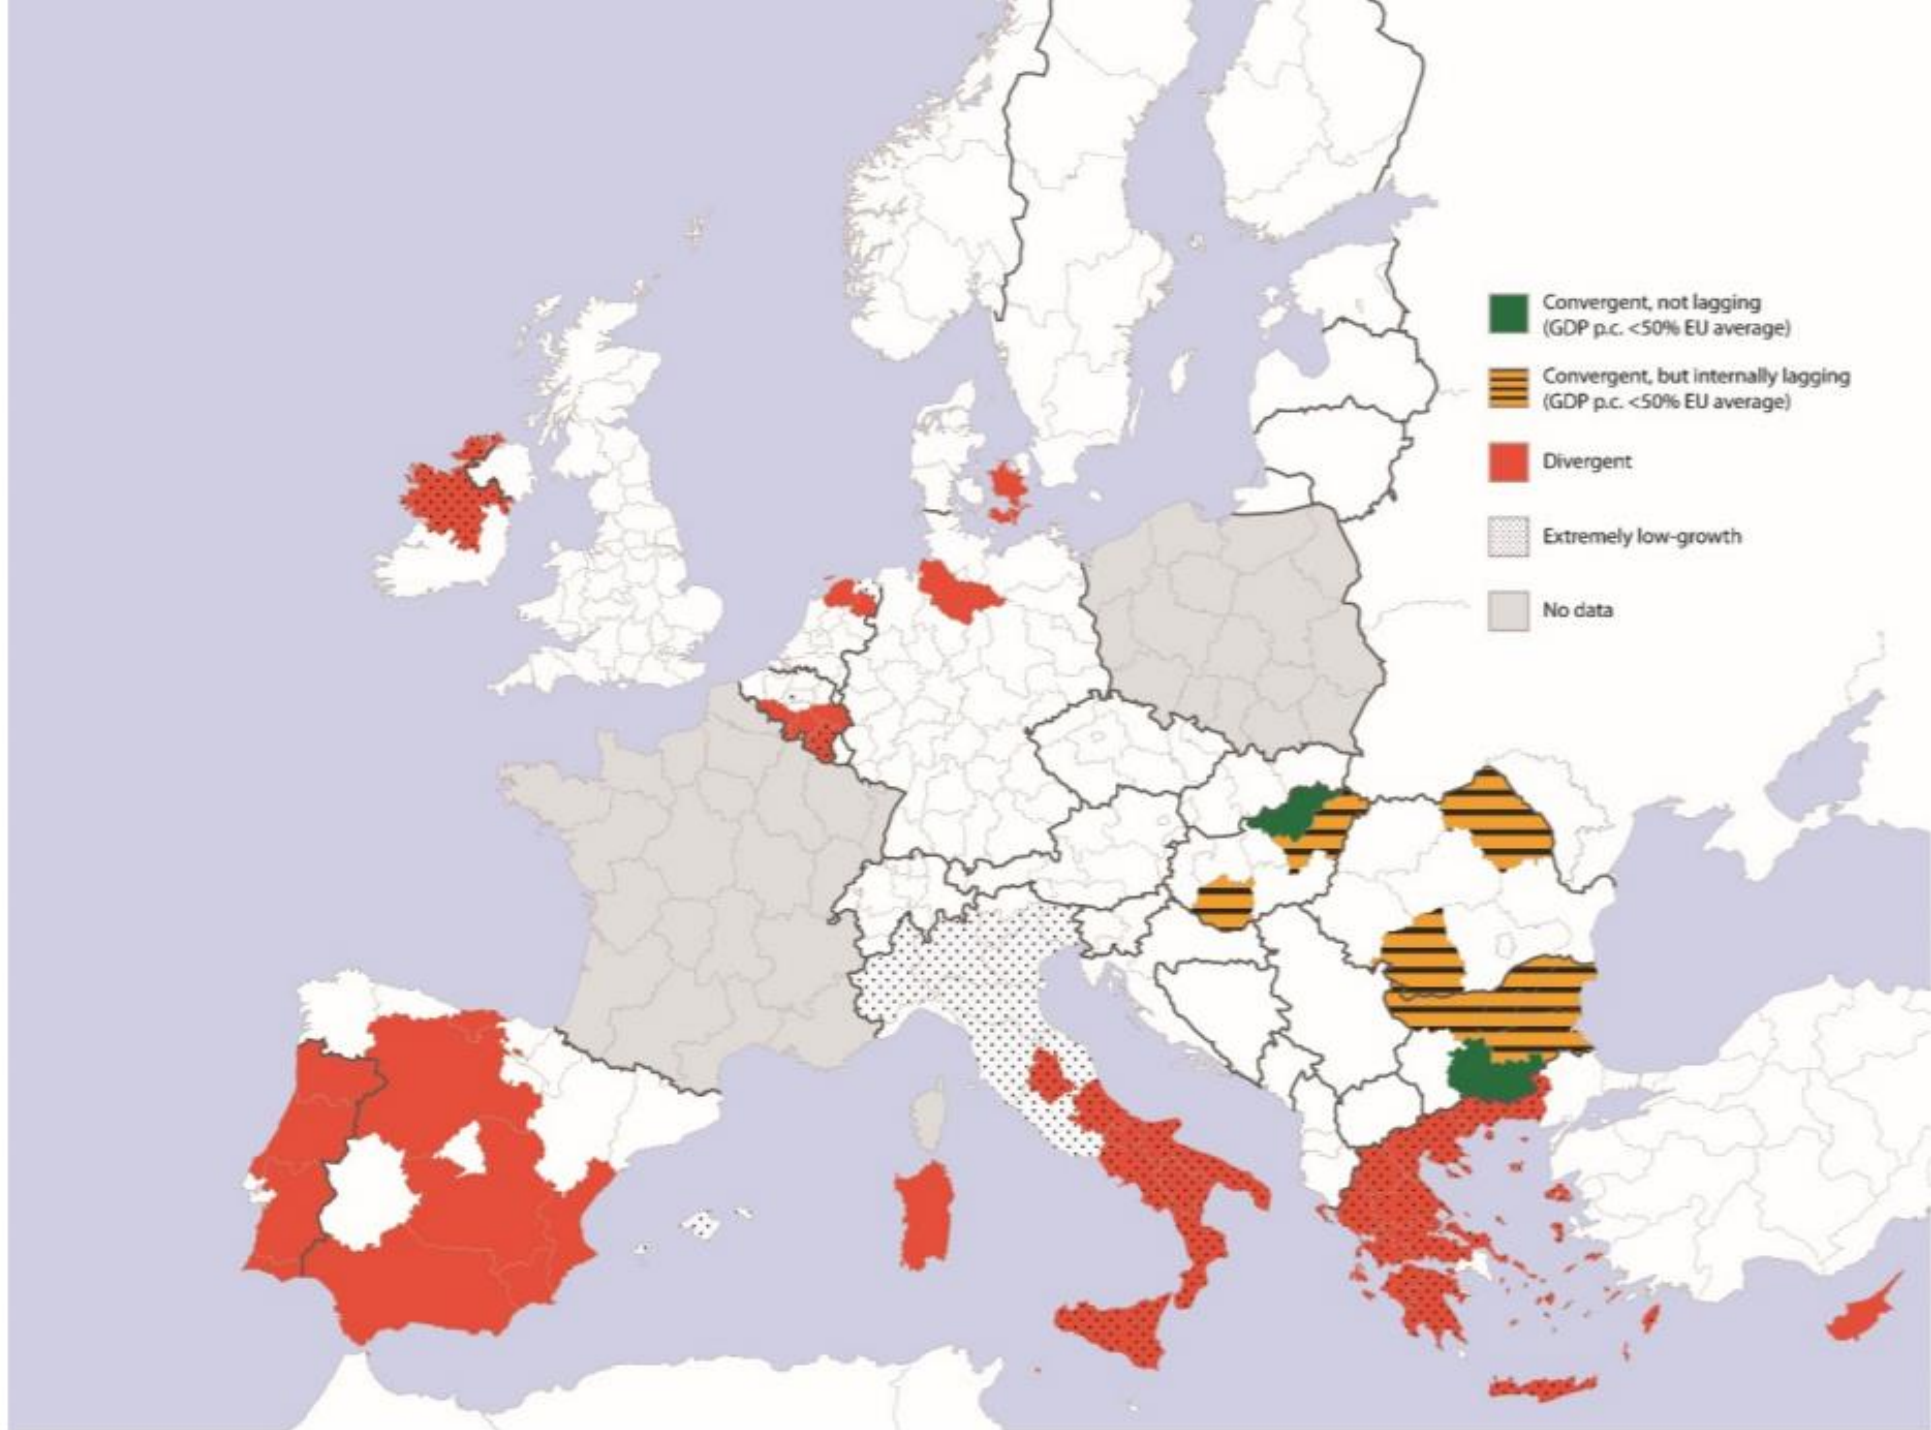 Convergent, not lagging
(GDP p.c. <50% EU average)
Convergent, but internally lagging
(GDP p.c. <50% EU average)
Divergent
Extremely low-growth
No data